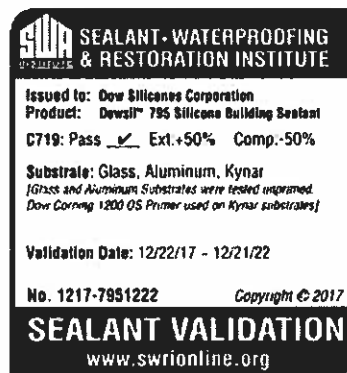 SWR INSTITUTE
SEALANT • WATERPROOFING
& RESTORATION INSTITUTE
Issued to: Dow Silicones Corporation
Product: Dowsil™ 795 Silicone Building Sealant
C719: Pass ✓ Ext.+50% Comp.-50%
Substrate: Glass, Aluminum, Kynar
[Glass and Aluminum Substrates were tested unprimed.
Dow Corning 1200 OS Primer used on Kynar substrates]
Validation Date: 12/22/17 - 12/21/22
No. 1217-7951222 Copyright © 2017
SEALANT VALIDATION
www.swrionline.org